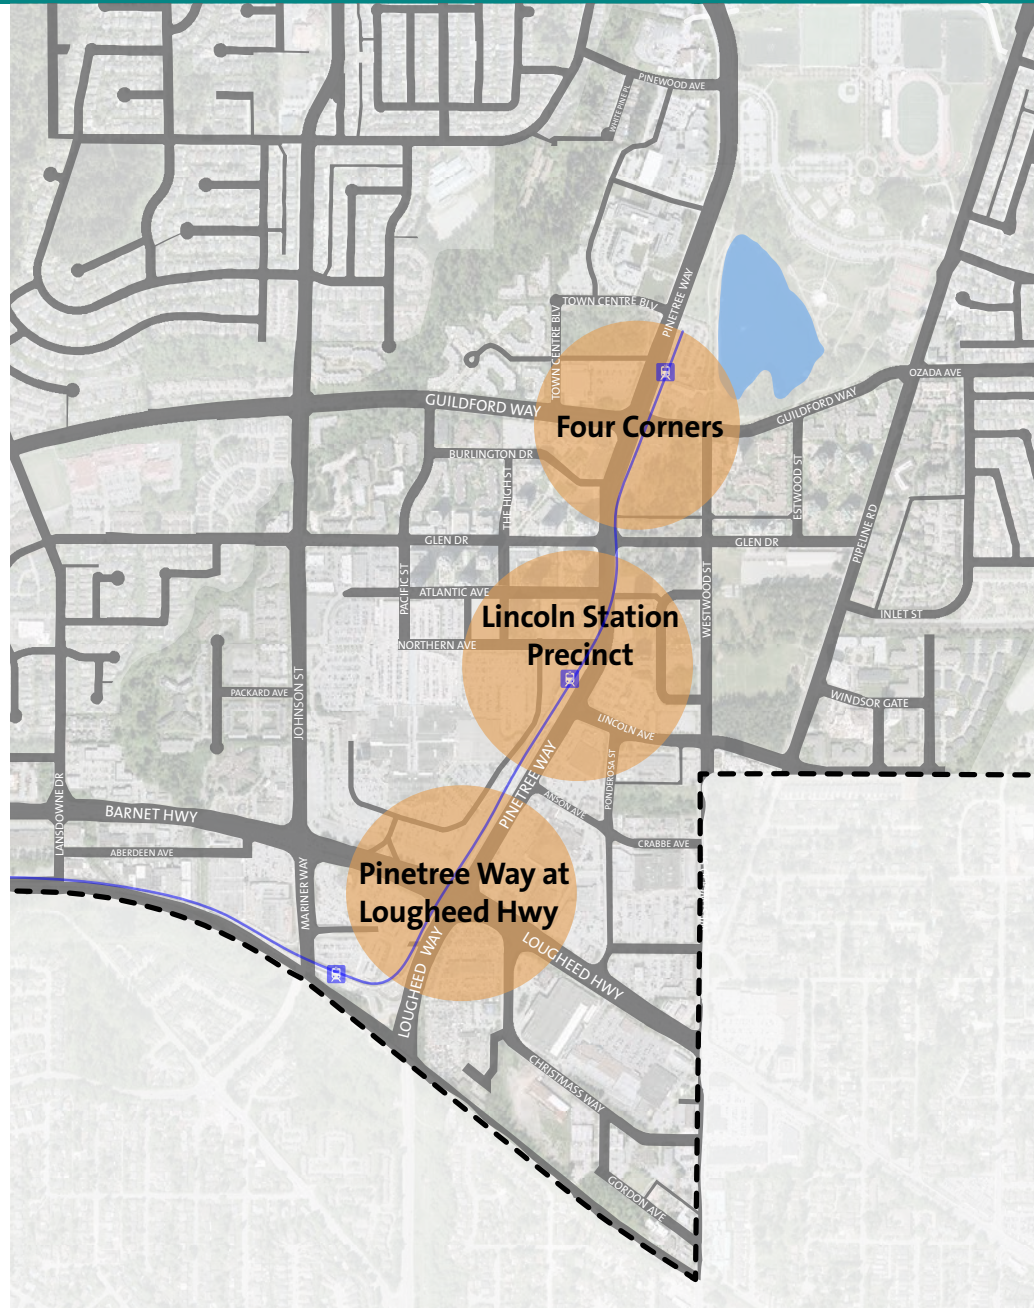 PINEWOOD AVE
WHITE PINE PL
PINETREE WAY
TOWN CENTRE BLV
TOWN CENTRE BLV
OZADA AVE
GUILDFORD WAY
GUILDFORD WAY
Four Corners
BURLINGTON DR
THE HIGH ST
ESTWOOD ST
PIPELINE RD
GLEN DR
GLEN DR
PACIFIC ST
ATLANTIC AVE
WESTWOOD ST
INLET ST
Lincoln Station
Precinct
NORTHERN AVE
JOHNSON ST
PACKARD AVE
WINDSOR GATE
LINCOLN AVE
PINETREE WAY
PONDEROSA ST
ANSON AVE
LANSDOWNE DR
BARNET HWY
ABERDEEN AVE
CRABBE AVE
MARINER WAY
Pinetree Way at
Lougheed Hwy
LOUGHEED WAY
LOUGHEED HWY
CHRISTMASS WAY
GORDON AVE